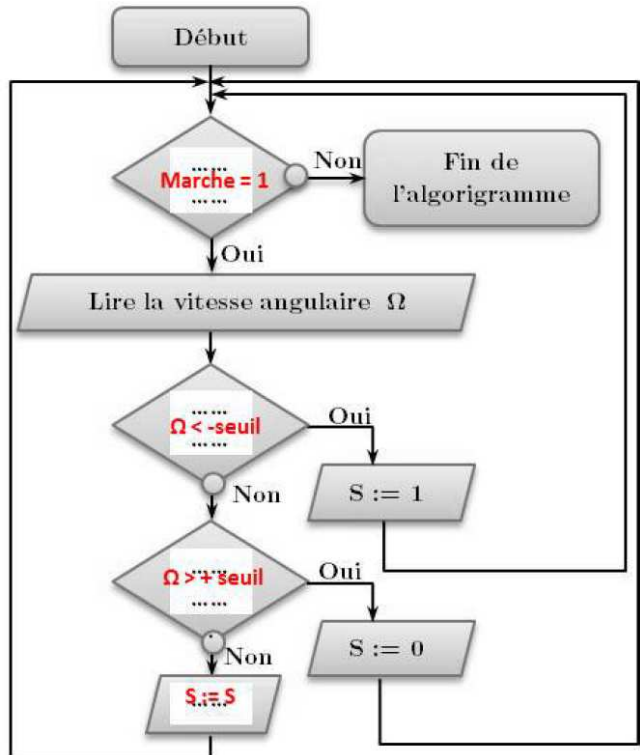 Début
……
Marche = 1
……
Non
Fin de
l'algorigramme
Oui
Lire la vitesse angulaire Ω
……
Ω < -seuil
……
Oui
S := 1
Non
……
Ω > + seuil
……
Oui
S := 0
Non
S := S
……